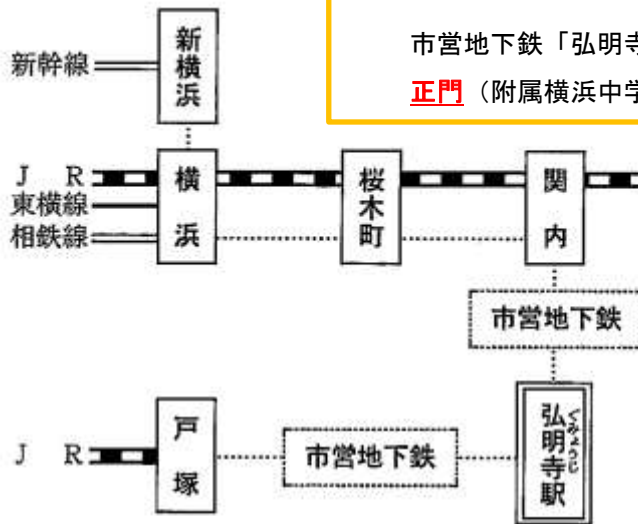 市営地下鉄「弘明寺
正門（附属横浜中学
新幹線
新横浜
J R
東横線
相鉄線
横浜
桜木町
関内
市営地下鉄
J R
戸塚
市営地下鉄
弘明寺駅
ぐみょうじ